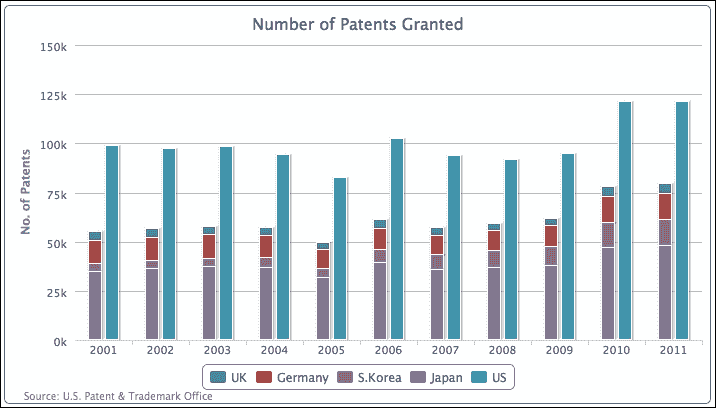 Number of Patents Granted
150k
125k
100k
75k
50k
25k
0k
No. of Patents
2001 2002 2003 2004 2005 2006 2007 2008 2009 2010 2011
UK Germany S.Korea Japan US
Source: U.S. Patent & Trademark Office